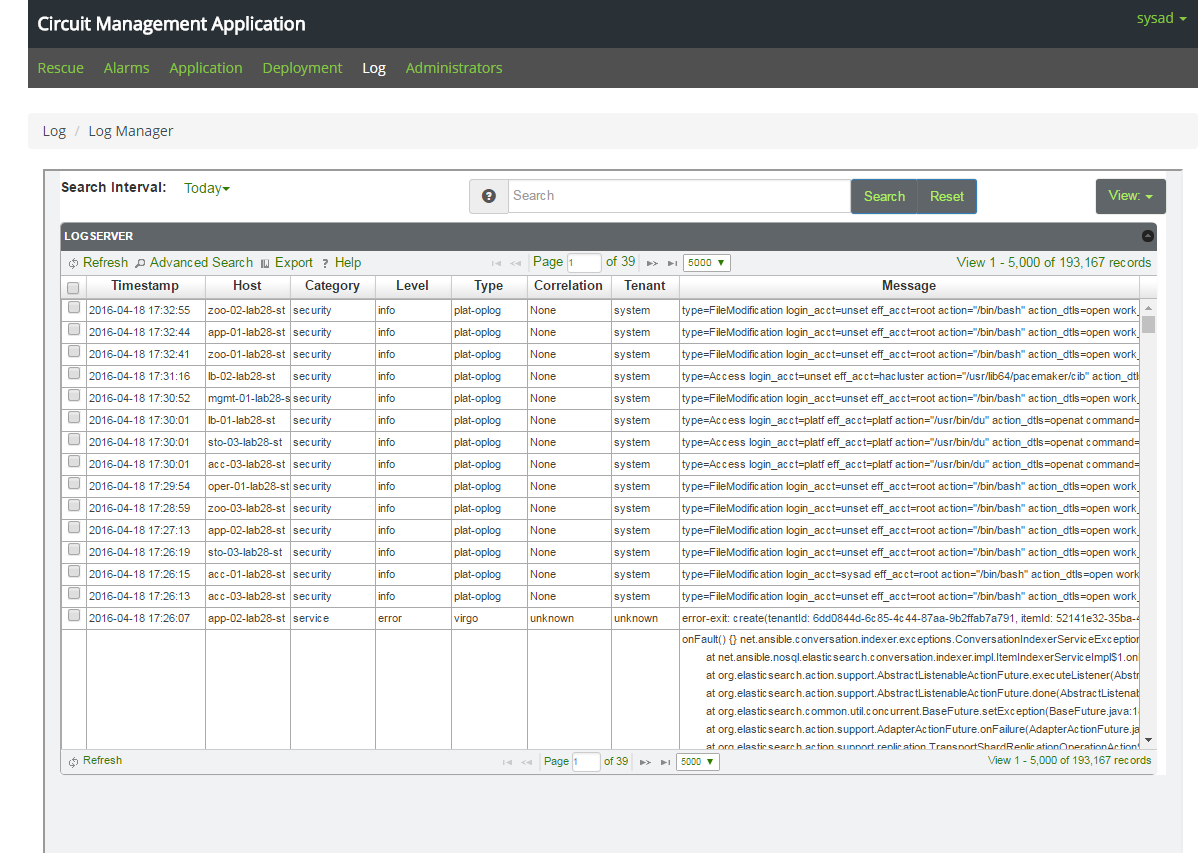 Circuit Management Application
sysad
Rescue Alarms Application Deployment Log Administrators
Log / Log Manager
Search Interval: Today
? Search Search Reset View:
LOGSERVER
Refresh Advanced Search Export ? Help Page 1 of 39 5000 View 1 - 5,000 of 193,167 records
Timestamp Host Category Level Type Correlation Tenant Message
2016-04-18 17:32:55 zoo-02-lab28-st security info plat-oplog None system type=FileModification login_acct=unset eff_acct=root action="/bin/bash" action_dtls=open work_
2016-04-18 17:32:44 app-01-lab28-st security info plat-oplog None system type=FileModification login_acct=unset eff_acct=root action="/bin/bash" action_dtls=open work_
2016-04-18 17:32:41 zoo-01-lab28-st security info plat-oplog None system type=FileModification login_acct=unset eff_acct=root action="/bin/bash" action_dtls=open work_
2016-04-18 17:31:16 lb-02-lab28-st security info plat-oplog None system type=Access login_acct=unset eff_acct=hacluster action="/usr/lib64/pacemaker/cib" action_dtl
2016-04-18 17:30:52 mgmt-01-lab28-s security info plat-oplog None system type=FileModification login_acct=unset eff_acct=root action="/bin/bash" action_dtls=open work_
2016-04-18 17:30:01 lb-01-lab28-st security info plat-oplog None system type=Access login_acct=platf eff_acct=platf action="/usr/bin/du" action_dtls=openat command=
2016-04-18 17:30:01 sto-03-lab28-st security info plat-oplog None system type=Access login_acct=platf eff_acct=platf action="/usr/bin/du" action_dtls=openat command=
2016-04-18 17:30:01 acc-03-lab28-st security info plat-oplog None system type=Access login_acct=platf eff_acct=platf action="/usr/bin/du" action_dtls=openat command=
2016-04-18 17:29:54 oper-01-lab28-st security info plat-oplog None system type=FileModification login_acct=unset eff_acct=root action="/bin/bash" action_dtls=open work_
2016-04-18 17:28:59 zoo-03-lab28-st security info plat-oplog None system type=FileModification login_acct=unset eff_acct=root action="/bin/bash" action_dtls=open work_
2016-04-18 17:27:13 app-02-lab28-st security info plat-oplog None system type=FileModification login_acct=unset eff_acct=root action="/bin/bash" action_dtls=open work_
2016-04-18 17:26:19 sto-03-lab28-st security info plat-oplog None system type=FileModification login_acct=unset eff_acct=root action="/bin/bash" action_dtls=open work_
2016-04-18 17:26:15 acc-01-lab28-st security info plat-oplog None system type=FileModification login_acct=sysad eff_acct=root action="/bin/bash" action_dtls=open work
2016-04-18 17:26:13 acc-03-lab28-st security info plat-oplog None system type=FileModification login_acct=unset eff_acct=root action="/bin/bash" action_dtls=open work_
2016-04-18 17:26:07 app-02-lab28-st service error virgo unknown unknown error-exit: create(tenantId: 6dd0844d-6c85-4c44-87aa-9b2ffab7a791, itemId: 52141e32-35ba-4
onFault() {} net.ansible.conversation.indexer.exceptions.ConversationIndexerServiceException
at net.ansible.nosql.elasticsearch.conversation.indexer.impl.ItemIndexerServiceImpl$1.on
at org.elasticsearch.action.support.AbstractListenableActionFuture.executeListener(Abstr
at org.elasticsearch.action.support.AbstractListenableActionFuture.done(AbstractListenab
at org.elasticsearch.common.util.concurrent.BaseFuture.setException(BaseFuture.java:1
at org.elasticsearch.action.support.AdapterActionFuture.onFailure(AdapterActionFuture.ja
at org.elasticsearch.action.support.replication.TransportShardReplicationOperationAction$
Refresh Page 1 of 39 5000 View 1 - 5,000 of 193,167 records